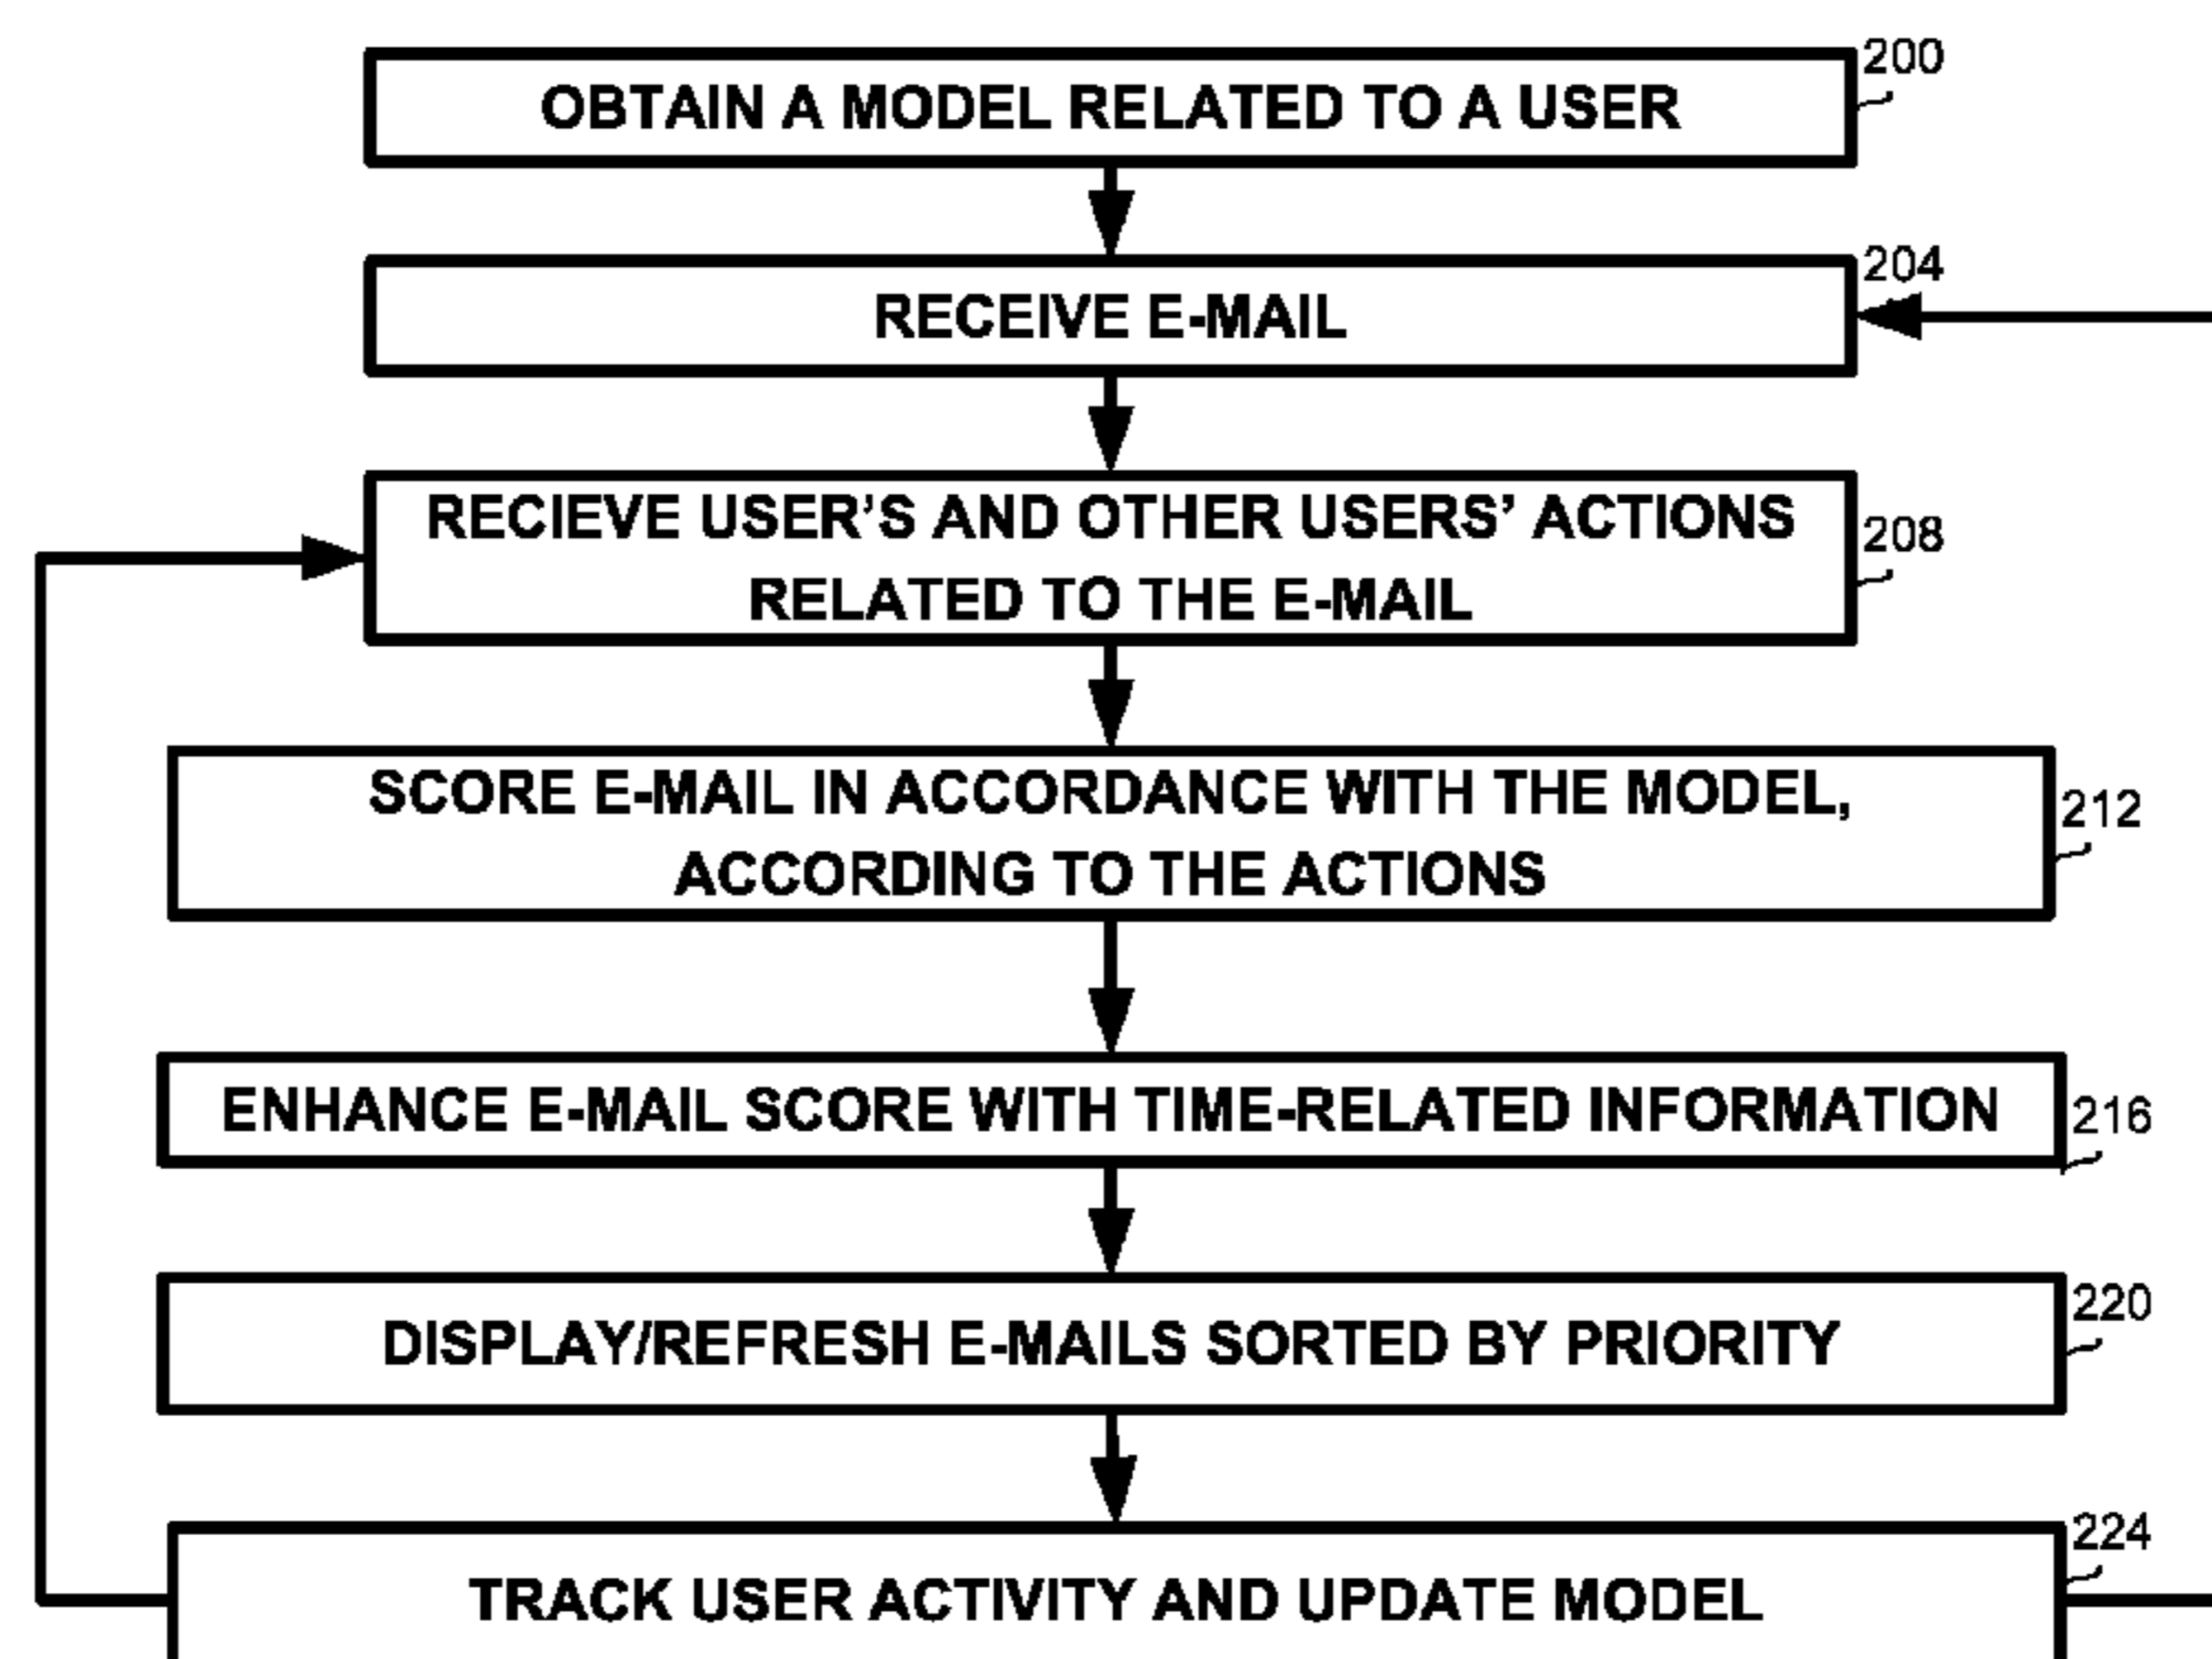 200
OBTAIN A MODEL RELATED TO A USER
204
RECEIVE E-MAIL
RECIEVE USER’S AND OTHER USERS’ ACTIONS
208
RELATED TO THE E-MAIL
SCORE E-MAIL IN ACCORDANCE WITH THE MODEL,
212
ACCORDING TO THE ACTIONS
ENHANCE E-MAIL SCORE WITH TIME-RELATED INFORMATION
216
220
DISPLAY/REFRESH E-MAILS SORTED BY PRIORITY
224
TRACK USER ACTIVITY AND UPDATE MODEL